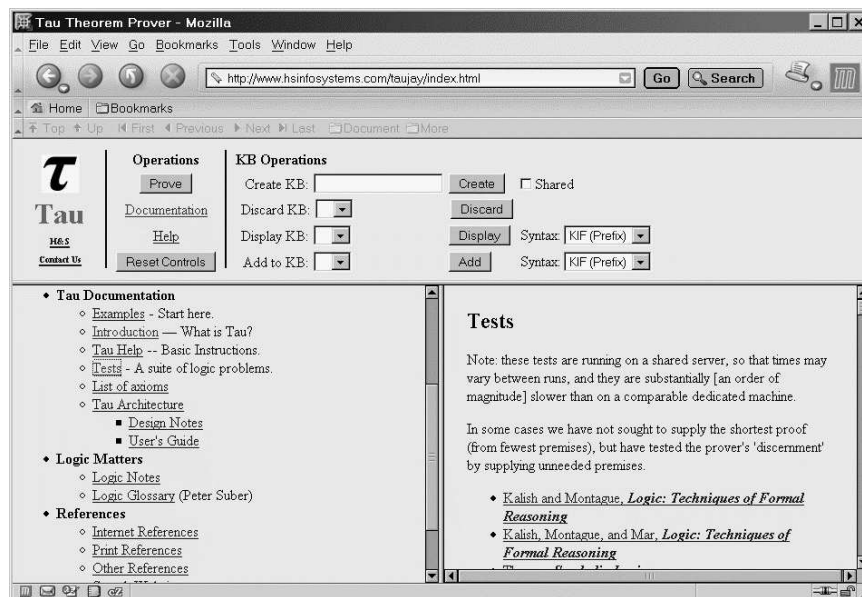 Tau Theorem Prover - Mozilla
File Edit View Go Bookmarks Tools Window Help
http://www.hsinfosystems.com/taujay/index.html Go Search
Home Bookmarks
Top Up First Previous Next Last Document More
τ
Tau
H&S
Contact Us
Operations
Prove
Documentation
Help
Reset Controls
KB Operations
Create KB: Create Shared
Discard KB: Discard
Display KB: Display Syntax: KIF (Prefix)
Add to KB: Add Syntax: KIF (Prefix)
Tau Documentation
Examples - Start here.
Introduction — What is Tau?
Tau Help -- Basic Instructions.
Tests - A suite of logic problems.
List of axioms
Tau Architecture
Design Notes
User's Guide
Logic Matters
Logic Notes
Logic Glossary (Peter Suber)
References
Internet References
Print References
Other References
Tests
Note: these tests are running on a shared server, so that times may
vary between runs, and they are substantially [an order of
magnitude] slower than on a comparable dedicated machine.
In some cases we have not sought to supply the shortest proof
(from fewest premises), but have tested the prover's 'discernment'
by supplying unneeded premises.
Kalish and Montague, Logic: Techniques of Formal
Reasoning
Kalish, Montague, and Mar, Logic: Techniques of
Formal Reasoning